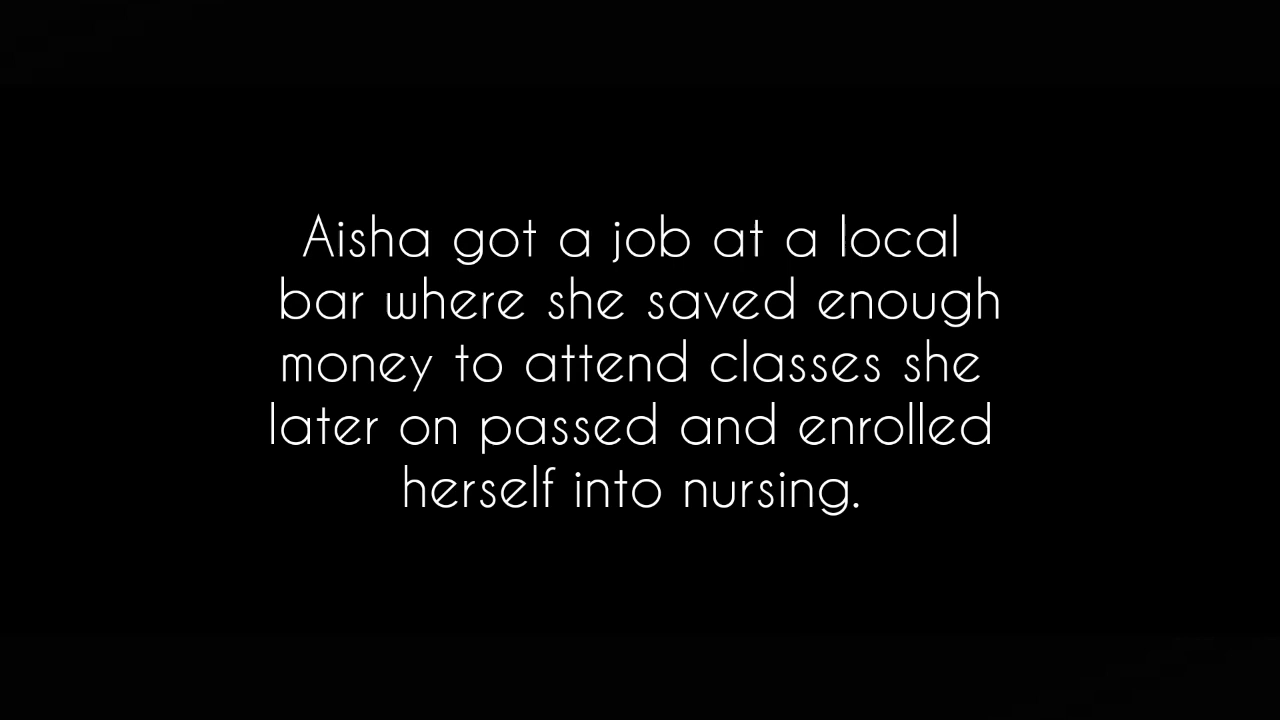 Aisha got a job at a local
bar where she saved enough
money to attend classes she
later on passed and enrolled
herself into nursing.